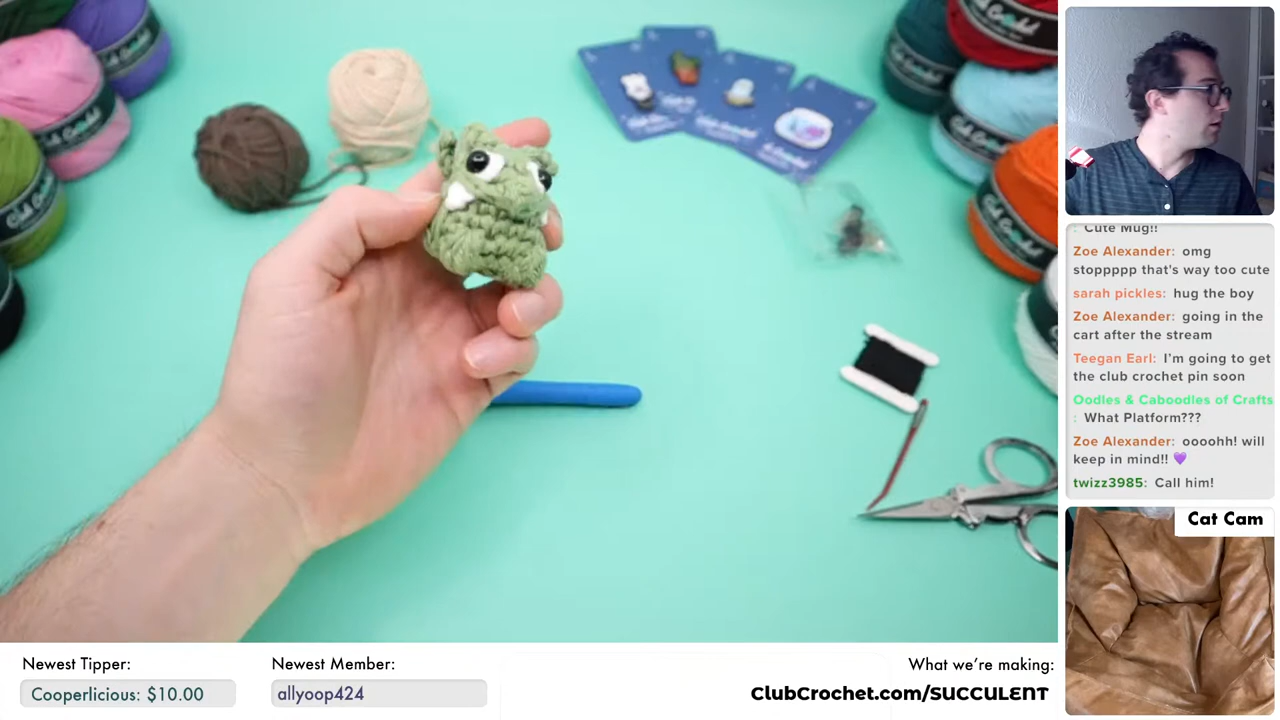 : Cute Mug!!
Zoe Alexander: omg
stoppppp that's way too cute
sarah pickles: hug the boy
Zoe Alexander: going in the
cart after the stream
Teegan Earl: I'm going to get
the club crochet pin soon
Oodles & Caboodles of Crafts
: What Platform???
Zoe Alexander: oooohh! will
keep in mind!! 💜
twizz3985: Call him!
Cat Cam
Newest Tipper:
Cooperlicious: $10.00
Newest Member:
allyoop424
What we're making:
ClubCrochet.com/SUCCULENT